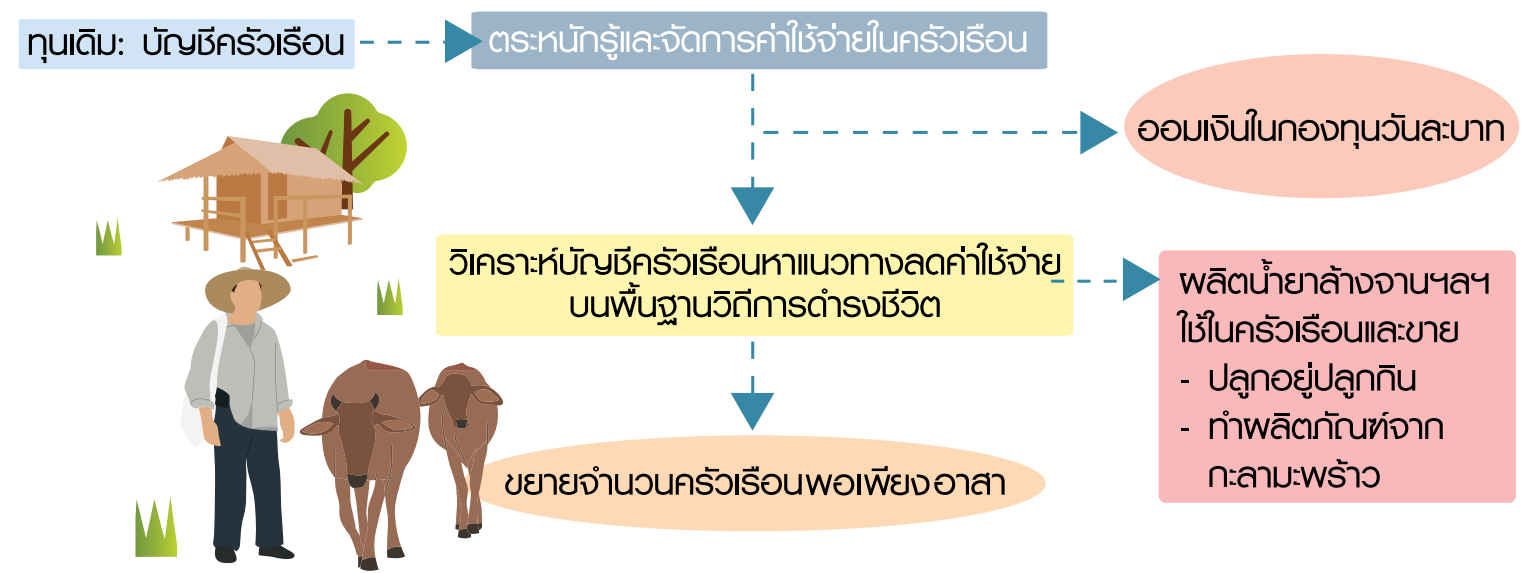 ทุนเดิม: บัญชีครัวเรือน
ตระหนักรู้และจัดการค่าใช้จ่ายในครัวเรือน
ออมเงินในกองทุนวันละบาท
วิเคราะห์บัญชีครัวเรือนหาแนวทางลดค่าใช้จ่าย
บนพื้นฐานวิถีการดำรงชีวิต
ผลิตน้ำยาล้างจานฯลฯ
ใช้ในครัวเรือนและขาย
- ปลูกอยู่ปลูกกิน
- ทำผลิตภัณฑ์จาก
กะลามะพร้าว
ขยายจำนวนครัวเรือนพอเพียงอาสา